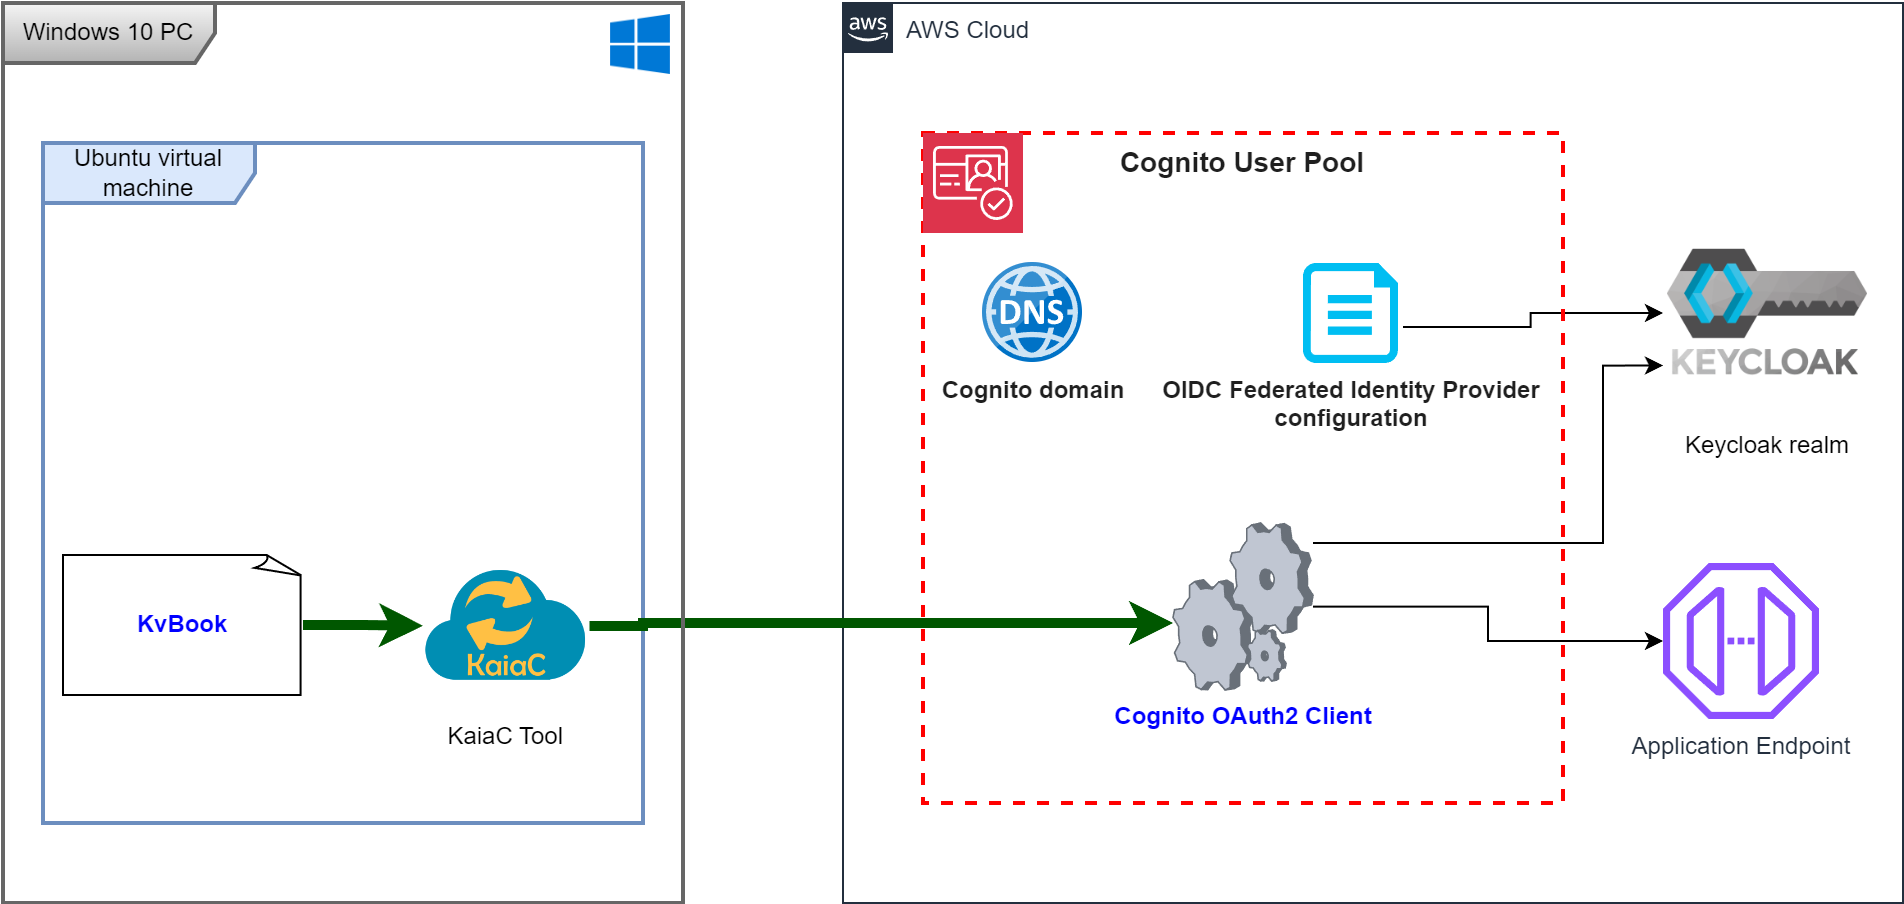 Windows 10 PC
aws
AWS Cloud
Ubuntu virtual
machine
Cognito User Pool
DNS
Cognito domain
OIDC Federated Identity Provider
configuration
KEYCLOAK
Keycloak realm
KvBook
KaiaC
KaiaC Tool
Cognito OAuth2 Client
Application Endpoint